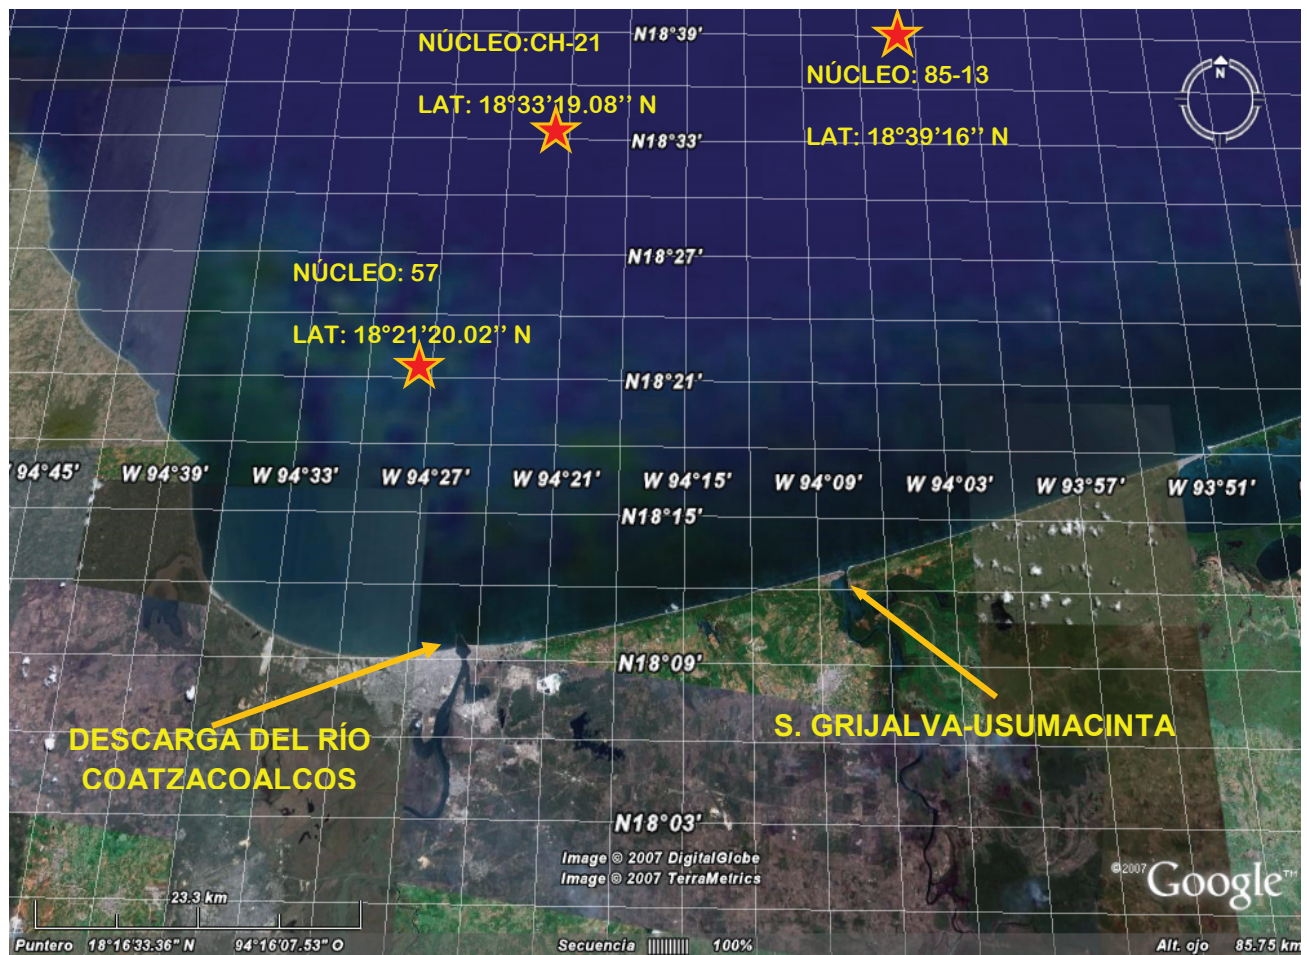 NÚCLEO:CH-21
LAT: 18°33’19.08’’ N
N18°39'
NÚCLEO: 85-13
LAT: 18°39’16’’ N
N
N18°33'
N18°27'
NÚCLEO: 57
LAT: 18°21’20.02’’ N
N18°21'
94°45' W 94°39' W 94°33' W 94°27' W 94°21' W 94°15' W 94°09' W 94°03' W 93°57' W 93°51'
N18°15'
N18°09'
DESCARGA DEL RÍO
COATZACOALCOS
S. GRIJALVA-USUMACINTA
N18°03'
Image © 2007 DigitalGlobe
Image © 2007 TerraMetrics
©2007 Google™
23.3 km
Puntero 18°16'33.36" N 94°16'07.53" O Secuencia 100% Alt. ojo 85.75 km